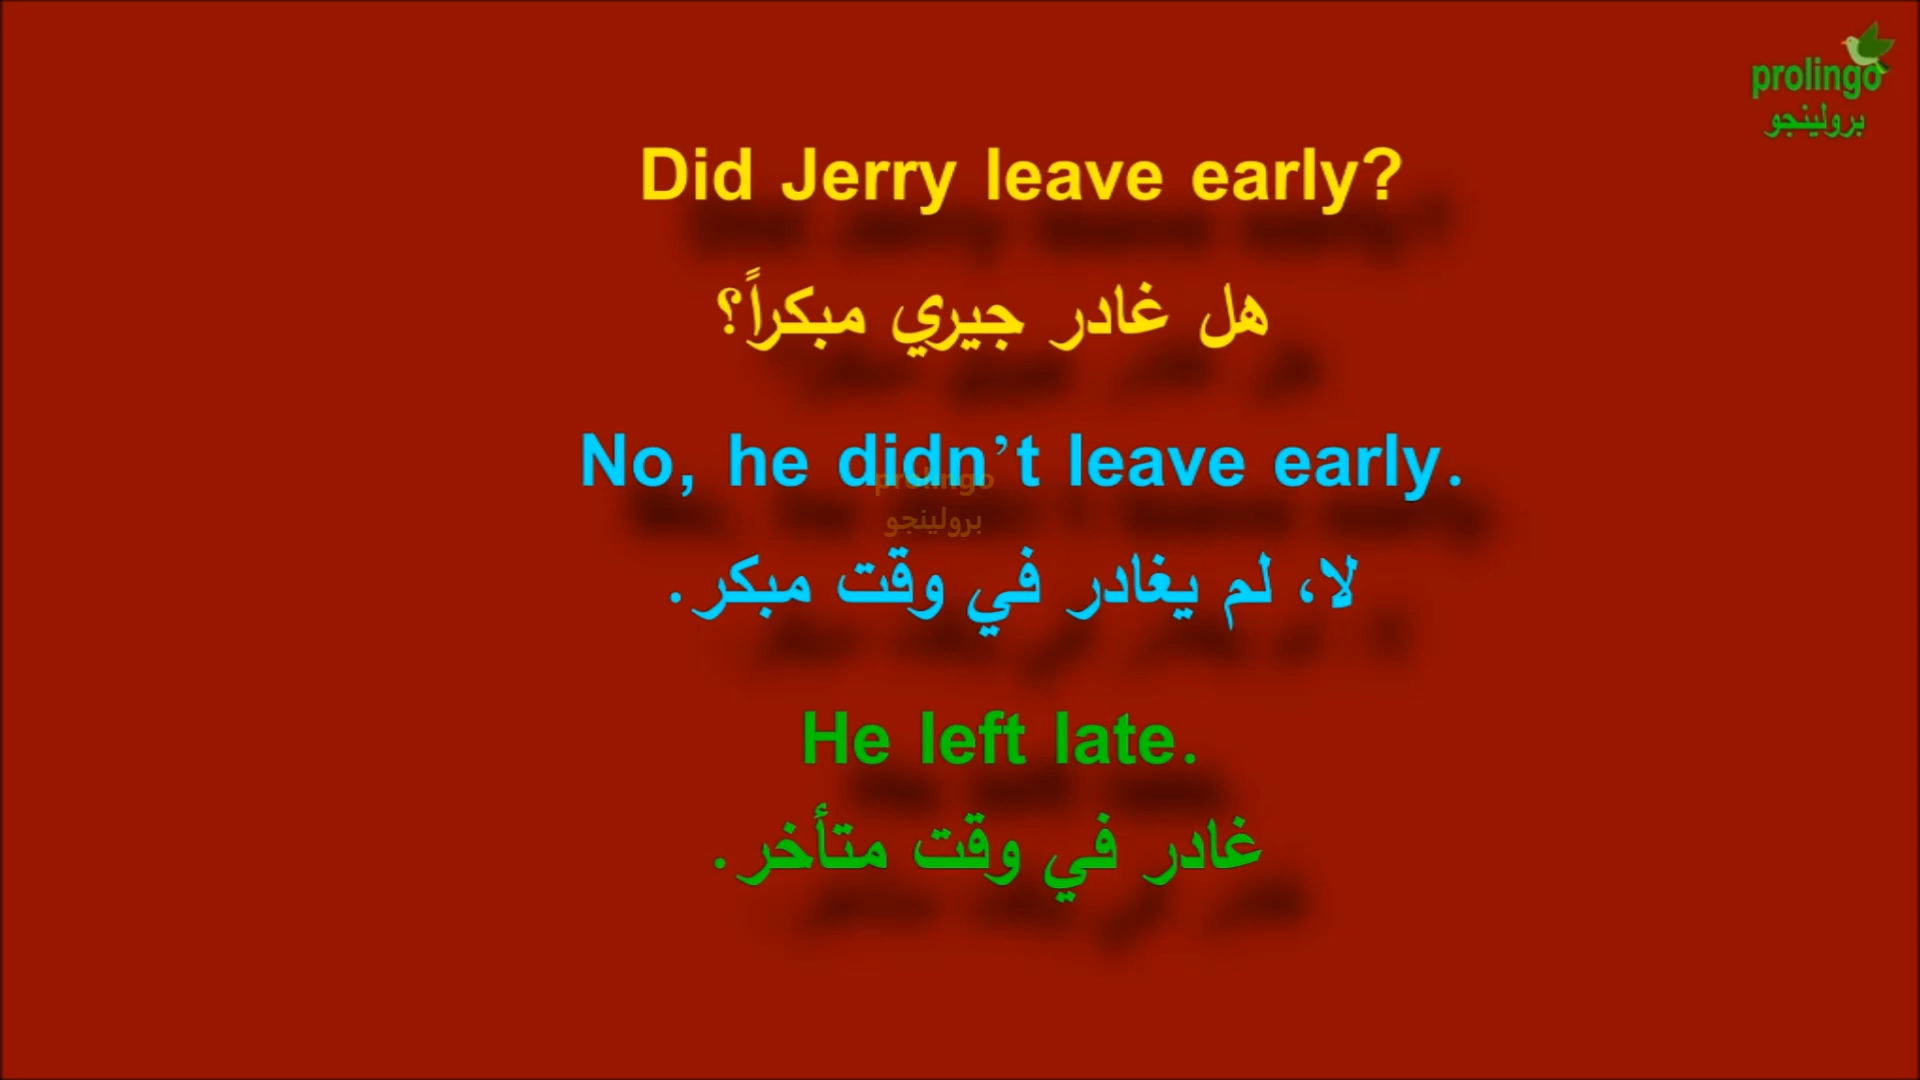 prolingo
برولينجو
Did Jerry leave early?
هل غادر جيري مبكراً؟
No, he didn’t leave early.
prolingo
برولينجو
لا، لم يغادر في وقت مبكر.
He left late.
غادر في وقت متأخر.